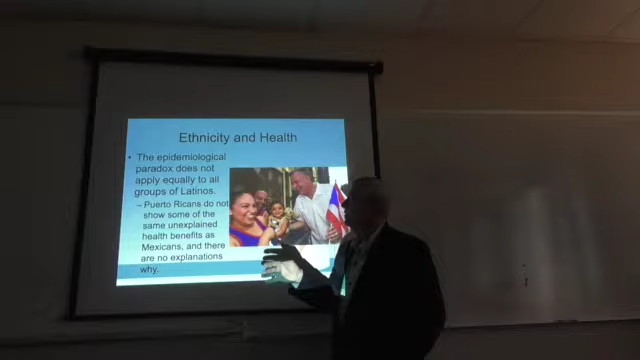 Ethnicity and Health
• The epidemiological
paradox does not
apply equally to all
groups of Latinos.
– Puerto Ricans do not
show some of the
same unexplained
health benefits as
Mexicans, and there
are no explanations
why.